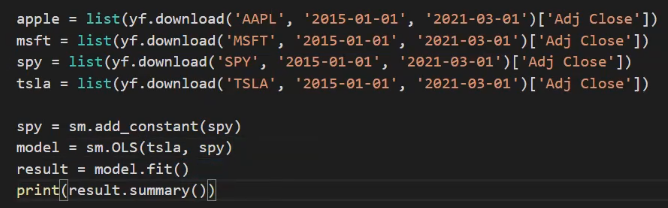 apple = list(yf.download('AAPL', '2015-01-01', '2021-03-01')['Adj Close'])
msft = list(yf.download('MSFT', '2015-01-01', '2021-03-01')['Adj Close'])
spy = list(yf.download('SPY', '2015-01-01', '2021-03-01')['Adj Close'])
tsla = list(yf.download('TSLA', '2015-01-01', '2021-03-01')['Adj Close'])
spy = sm.add_constant(spy)
model = sm.OLS(tsla, spy)
result = model.fit()
print(result.summary())